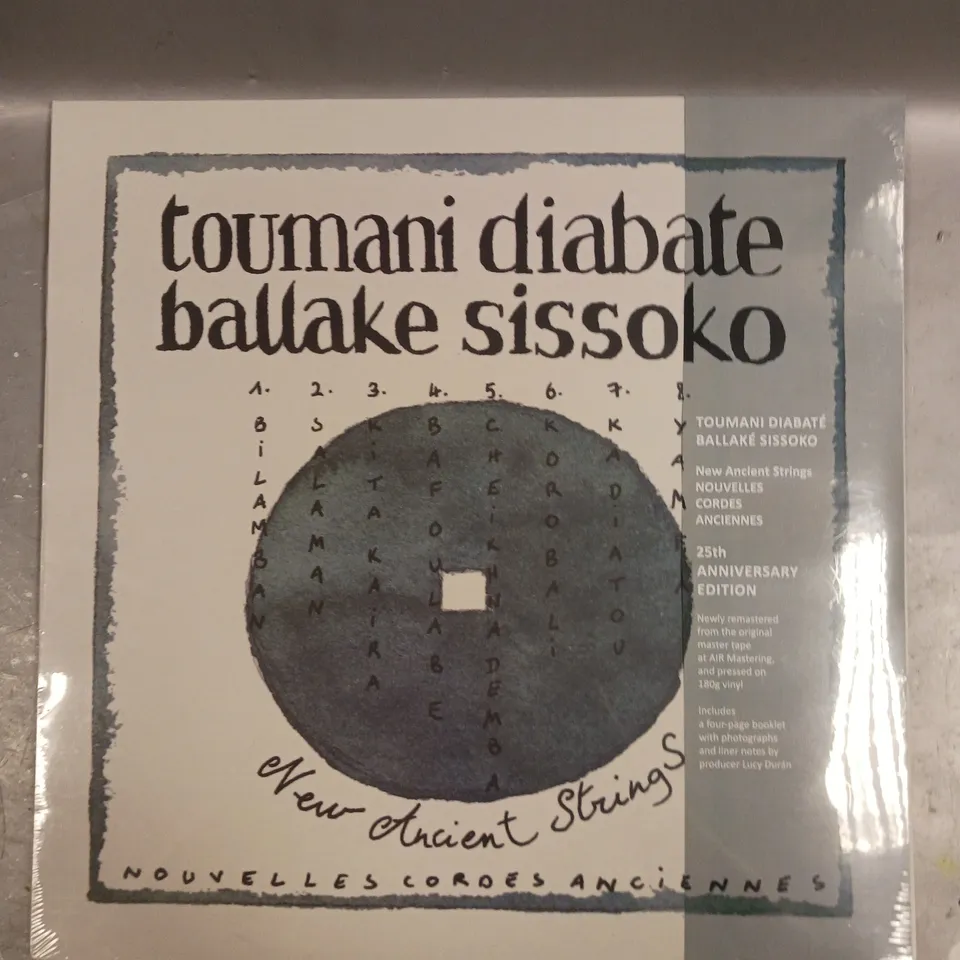 toumani diabate
ballake sissoko
1. BiLAMBAN
2. SALAMAN
3. KiTA KAiRA
4. BAFOULABE
5. CHEiKHNA DEMBA
6. KOROBALi
7. KADiATOU
8.
New Ancient Strings
NOUVELLES CORDES ANCiENNES
TOUMANI DIABATÉ
BALLAKÉ SISSOKO
New Ancient Strings
NOUVELLES
CORDES
ANCIENNES
25th
ANNIVERSARY
EDITION
Newly remastered
from the original
master tape
at AIR Mastering,
and pressed on
180g vinyl
Includes
a four-page booklet
with photographs
and liner notes by
producer Lucy Durán